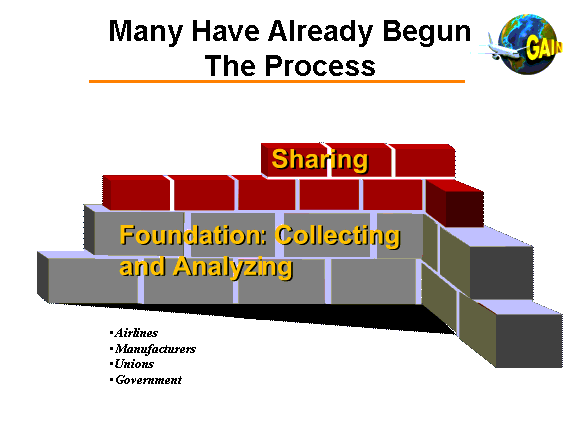 Many Have Already Begun
The Process
GAIN
Sharing
Foundation: Collecting
and Analyzing
•Airlines
•Manufacturers
•Unions
•Government